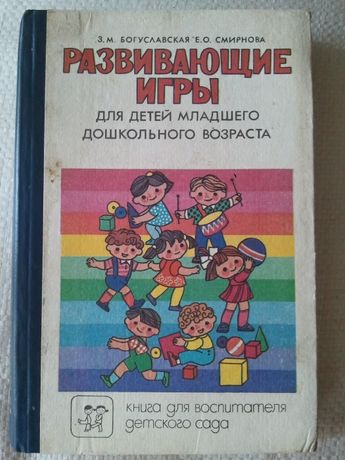 З.М. БОГУСЛАВСКАЯ Е.О. СМИРНОВА
РАЗВИВАЮЩИЕ
ИГРЫ
ДЛЯ ДЕТЕЙ МЛАДШЕГО
ДОШКОЛЬНОГО ВОЗРАСТА
книга для воспитателя
детского сада